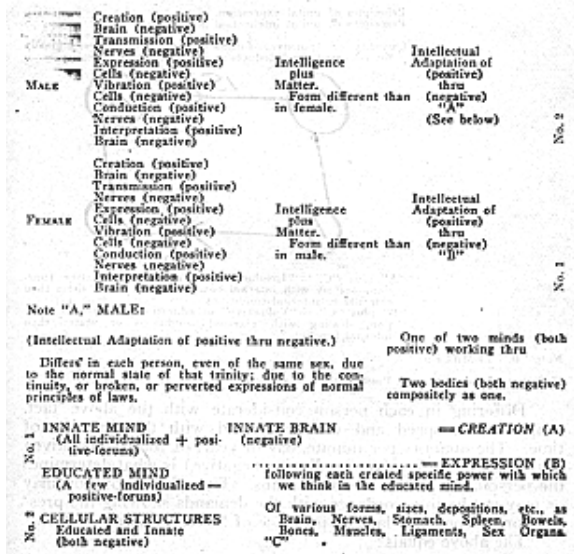 Creation (positive)
Brain (negative)
Transmission (positive)
Nerves (negative) Intellectual
Expression (positive) Intelligence Adaptation of
Cells (negative) plus (positive)
MALE Vibration (positive) Matter. thru
Cells (negative) Form different than (negative)
Conduction (positive) in female. "A"
Nerves (negative) (See below)
Interpretation (positive)
Brain (negative)
No. 2
Creation (positive)
Brain (negative)
Transmission (positive)
Nerves (negative) Intellectual
Expression (positive) Intelligence Adaptation of
FEMALE Cells (negative) plus (positive)
Vibration (positive) Matter. thru
Cells (negative) Form different than (negative)
Conduction (positive) in male. "B"
Nerves (negative)
Interpretation (positive)
Brain (negative)
No. 1
Note "A," MALE:
(Intellectual Adaptation of positive thru negative.)
One of two minds (both
positive) working thru
Differs in each person, even of the same sex, due
to the normal state of that trinity; due to the con-
tinuity, or broken, or perverted expressions of normal
principles of laws.
Two bodies (both negative)
compositely as one.
No. 1
INNATE MIND INNATE BRAIN = CREATION (A)
(All individualized + posi- (negative)
tive-foruns)
EDUCATED MIND = EXPRESSION (B)
(A few individualized— following each created specific power with which
positive-foruns) we think in the educated mind.
No. 2
CELLULAR STRUCTURES Of various forms, sizes, depositions, etc., as
Educated and Innate Brain, Nerves, Stomach, Spleen, Bowels,
(both negative) Bones, Muscles, Ligaments, Sex Organs.
"C"